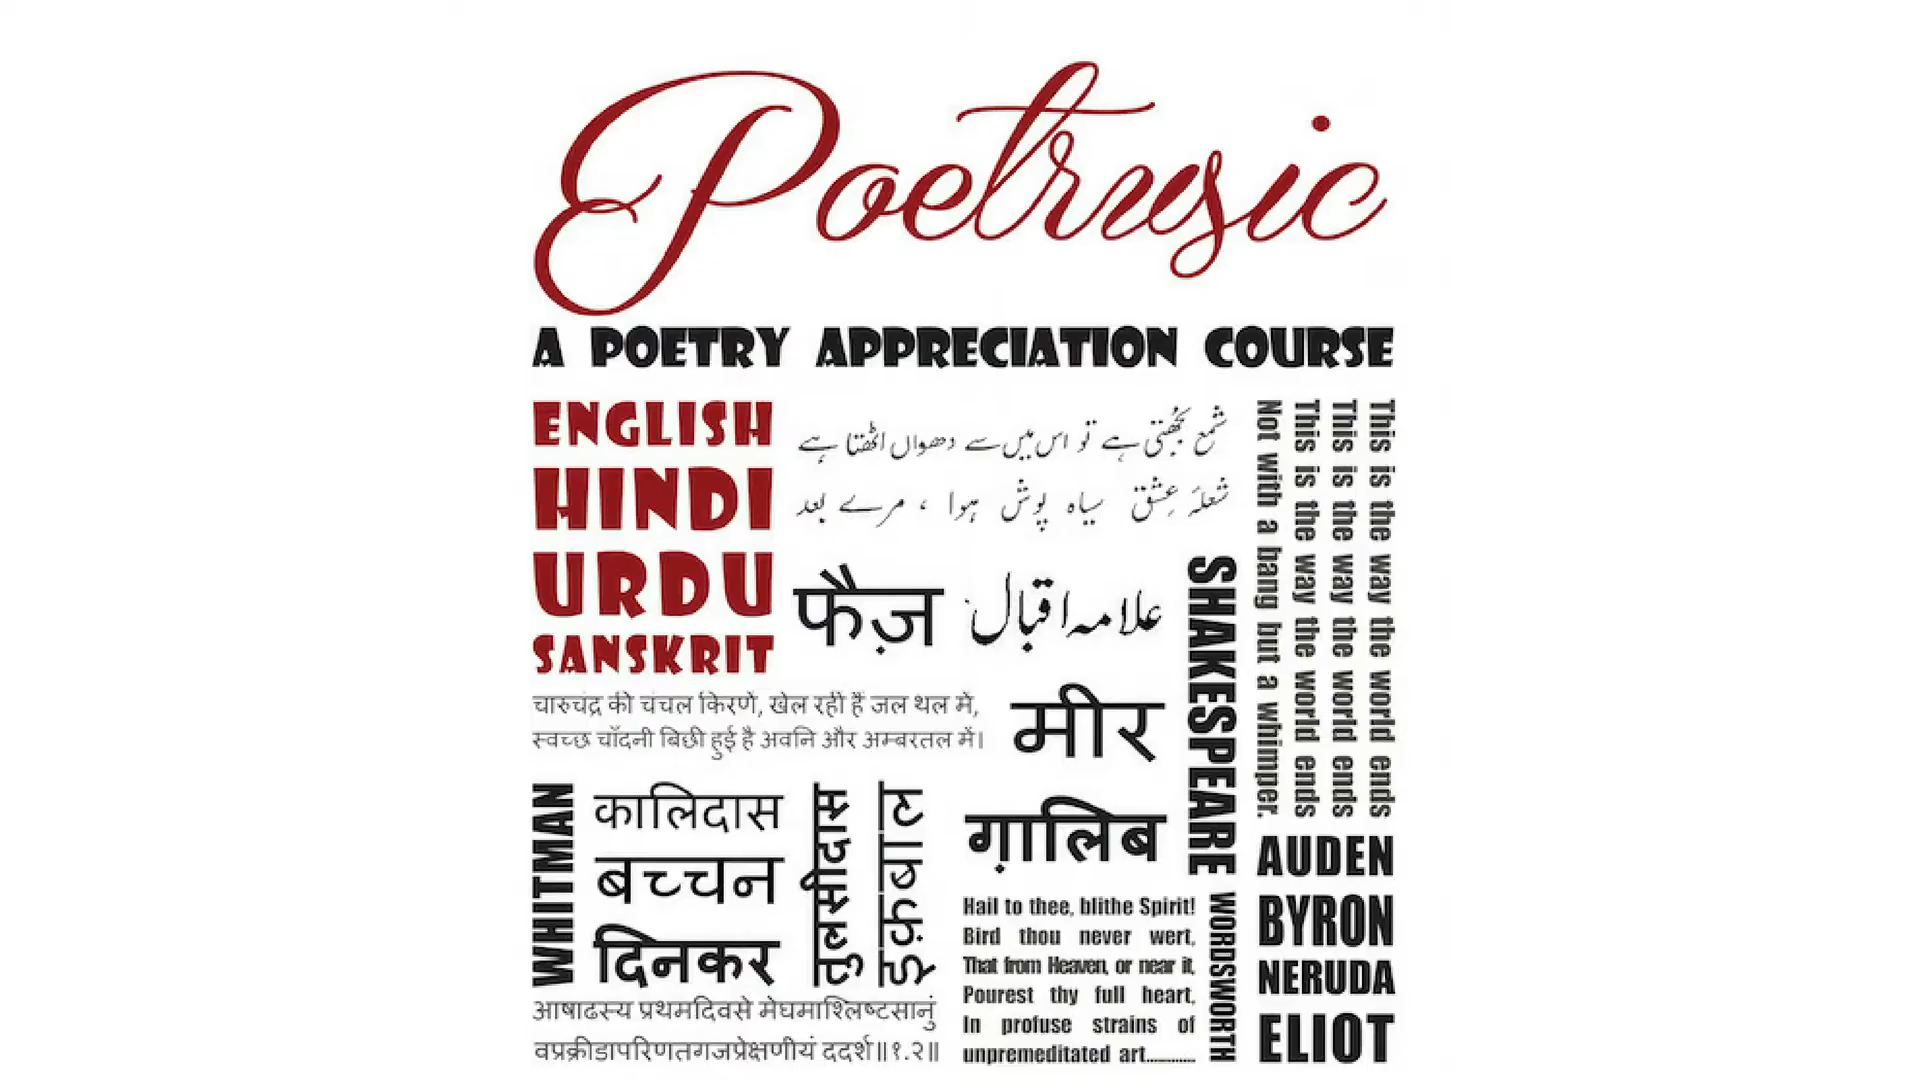 Poetrusic
A POETRY APPRECIATION COURSE
ENGLISH
HINDI
URDU
SANSKRIT
شمع بجھتی ہے تو اس میں سے دھواں اٹھتا ہے
شعلۂ عِشق سیاہ پوش ہوا ، مرے بعد
फैज़
علامہ اقبال
मीर
ग़ालिब
SHAKESPEARE
WORDSWORTH
This is the way the world ends
This is the way the world ends
This is the way the world ends
Not with a bang but a whimper.
चारुचंद्र की चंचल किरणें, खेल रहीं हैं जल थल में,
स्वच्छ चाँदनी बिछी हुई है अवनि और अम्बरतल में।
WHITMAN
कालिदास
बच्चन
दिनकर
तुलसीदास
इक़बाल
आषाढस्य प्रथमदिवसे मेघमाश्लिष्टसानुं
वप्रक्रीडापरिणतगजप्रेक्षणीयं ददर्श॥१.२॥
Hail to thee, blithe Spirit!
Bird thou never wert,
That from Heaven, or near it,
Pourest thy full heart,
In profuse strains of
unpremeditated art............
AUDEN
BYRON
NERUDA
ELIOT